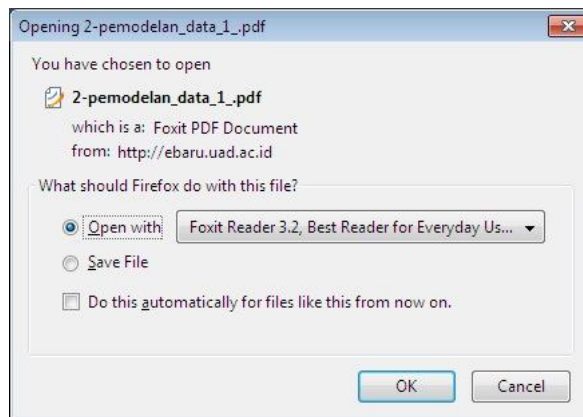 Opening 2-pemodelan_data_1_.pdf
You have chosen to open
2-pemodelan_data_1_.pdf
which is a: Foxit PDF Document
from: http://ebaru.uad.ac.id
What should Firefox do with this file?
Open with Foxit Reader 3.2, Best Reader for Everyday Us...
Save File
Do this automatically for files like this from now on.
OK Cancel